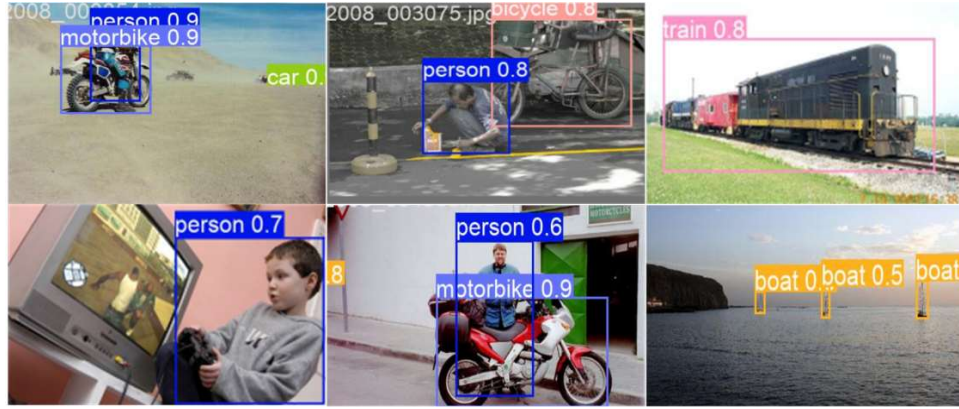 person 0.9
motorbike 0.9
car 0.
2008_003075.jpg
bicycle 0.8
person 0.8
train 0.8
person 0.7
8
person 0.6
MOTORCYCLES
motorbike 0.9
boat 0.
boat 0.5
boat